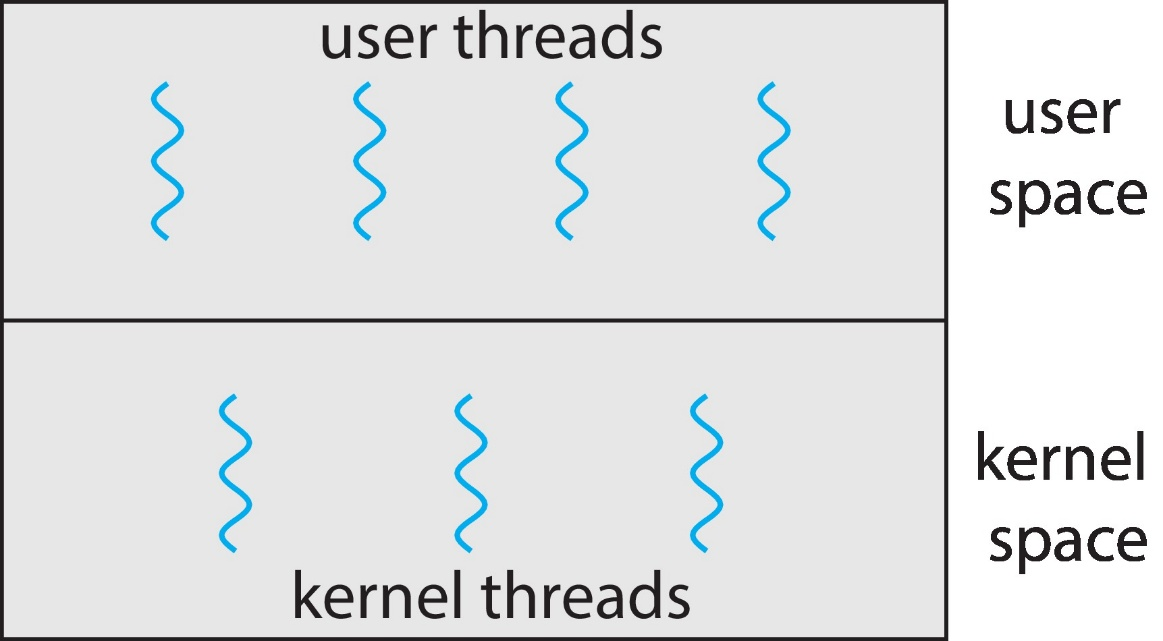 user threads
user
space
kernel
space
kernel threads